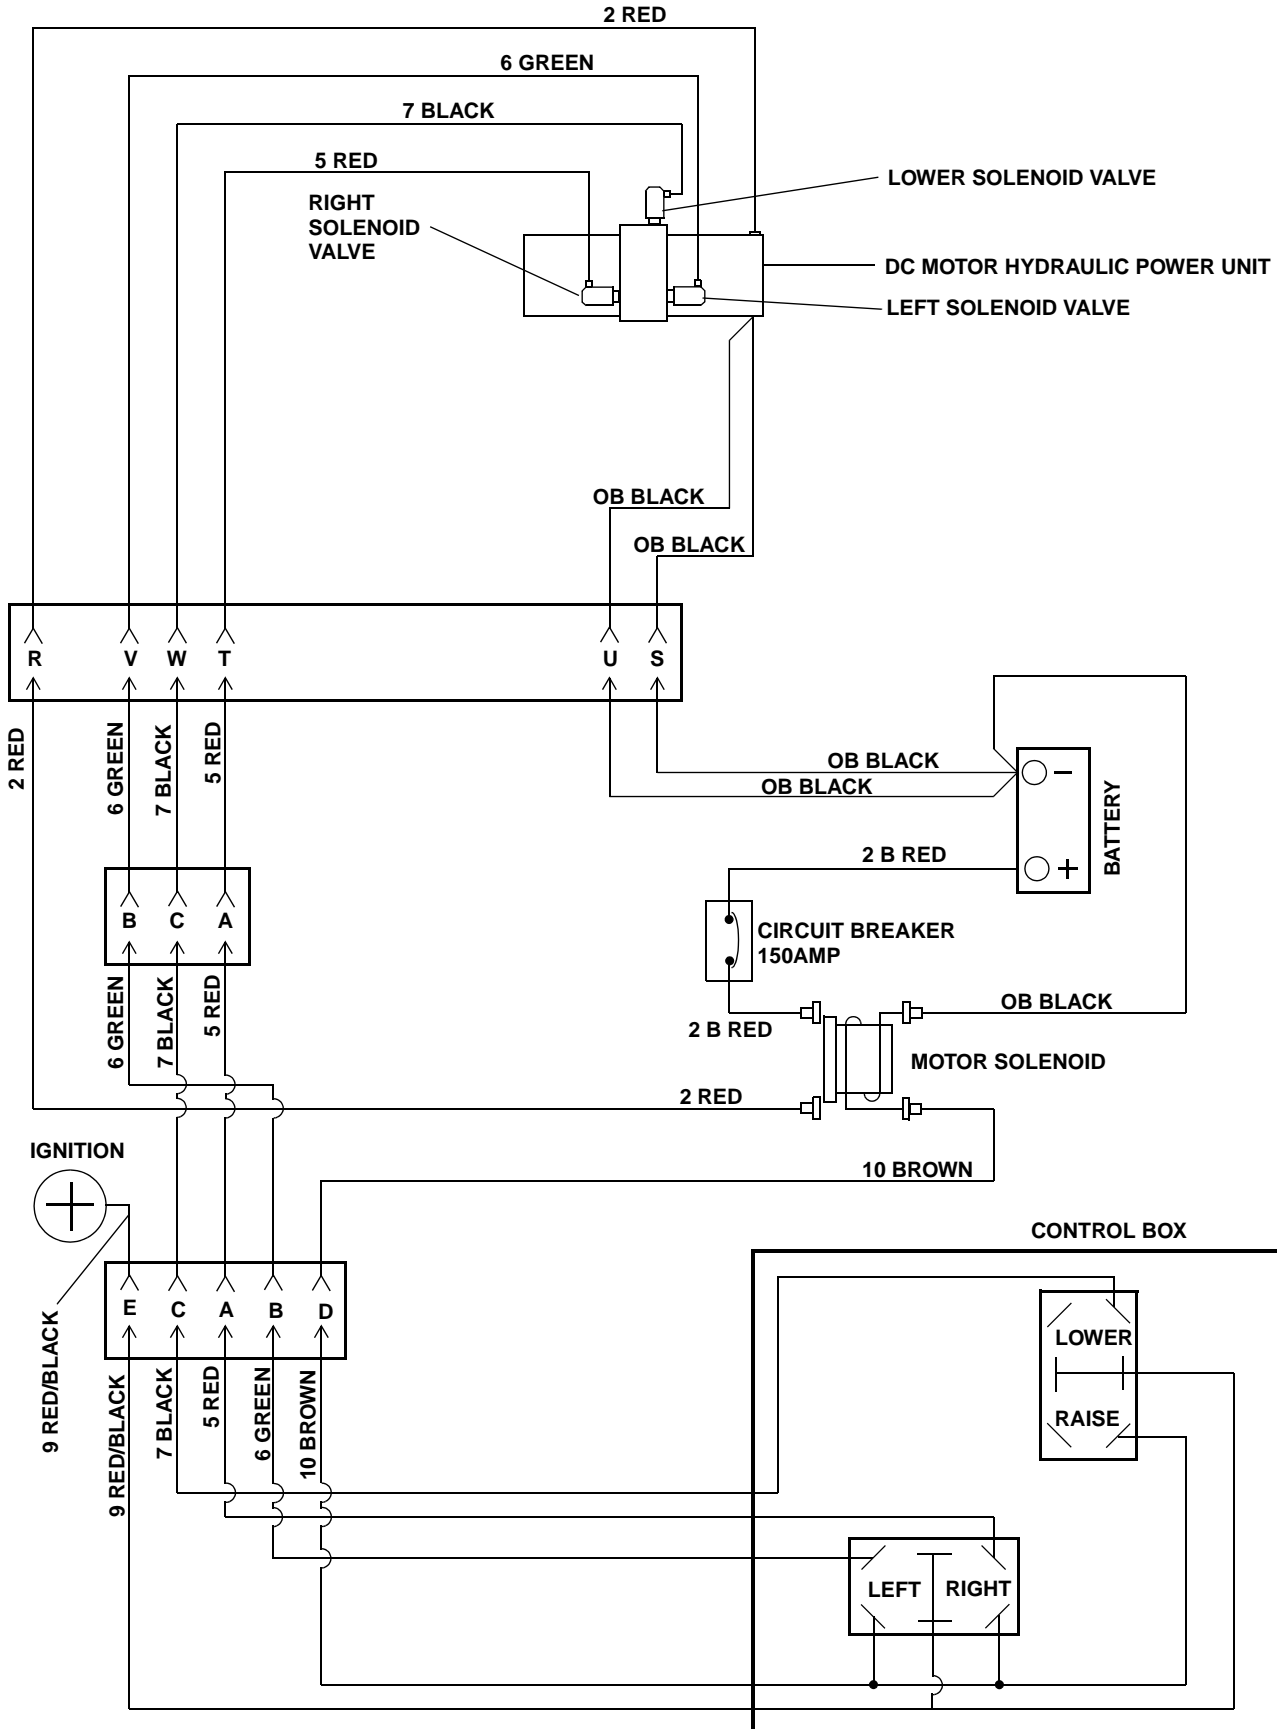 2 RED
6 GREEN
7 BLACK
5 RED
LOWER SOLENOID VALVE
RIGHT
SOLENOID
VALVE
DC MOTOR HYDRAULIC POWER UNIT
LEFT SOLENOID VALVE
OB BLACK
OB BLACK
R V W T U S
2 RED
6 GREEN
7 BLACK
5 RED
OB BLACK
OB BLACK
−
+
BATTERY
2 B RED
B C A
CIRCUIT BREAKER
150AMP
6 GREEN
7 BLACK
5 RED
2 B RED
OB BLACK
MOTOR SOLENOID
2 RED
IGNITION
10 BROWN
CONTROL BOX
E C A B D
9 RED/BLACK
9 RED/BLACK
7 BLACK
5 RED
6 GREEN
10 BROWN
LOWER
RAISE
LEFT RIGHT